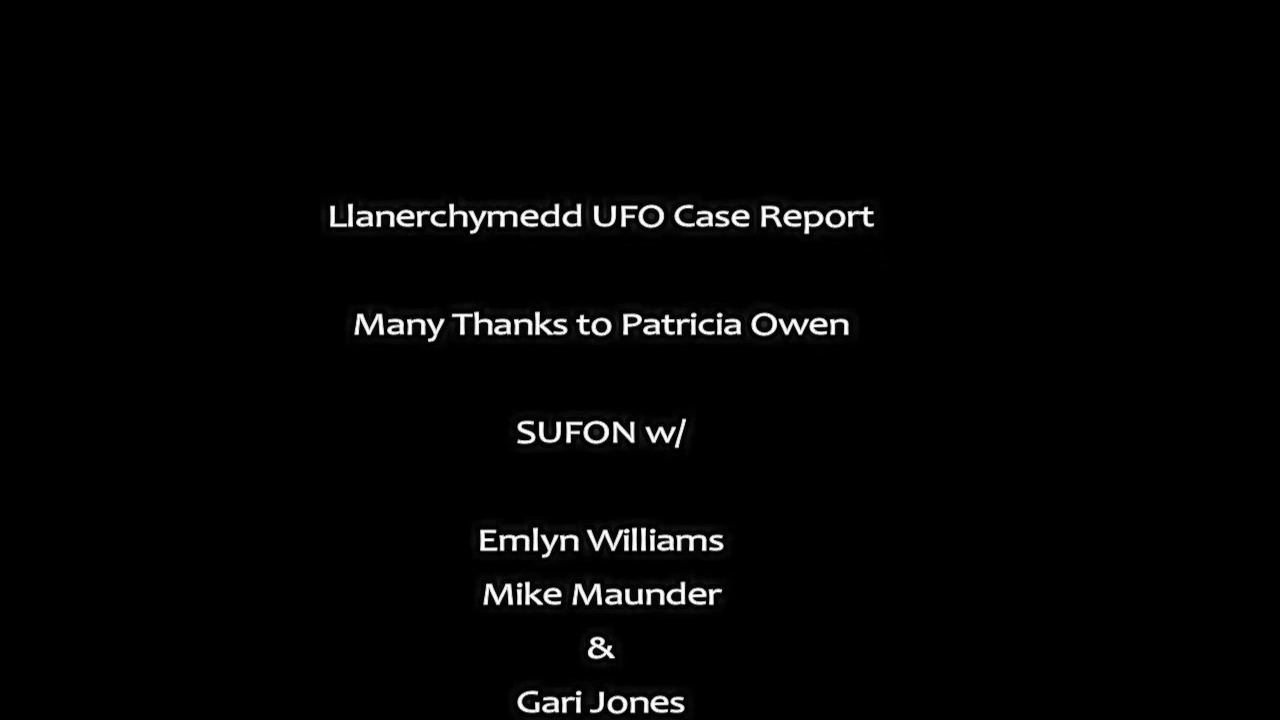 Llanerchymedd UFO Case Report
Many Thanks to Patricia Owen
SUFON w/
Emlyn Williams
Mike Maunder
&
Gari Jones